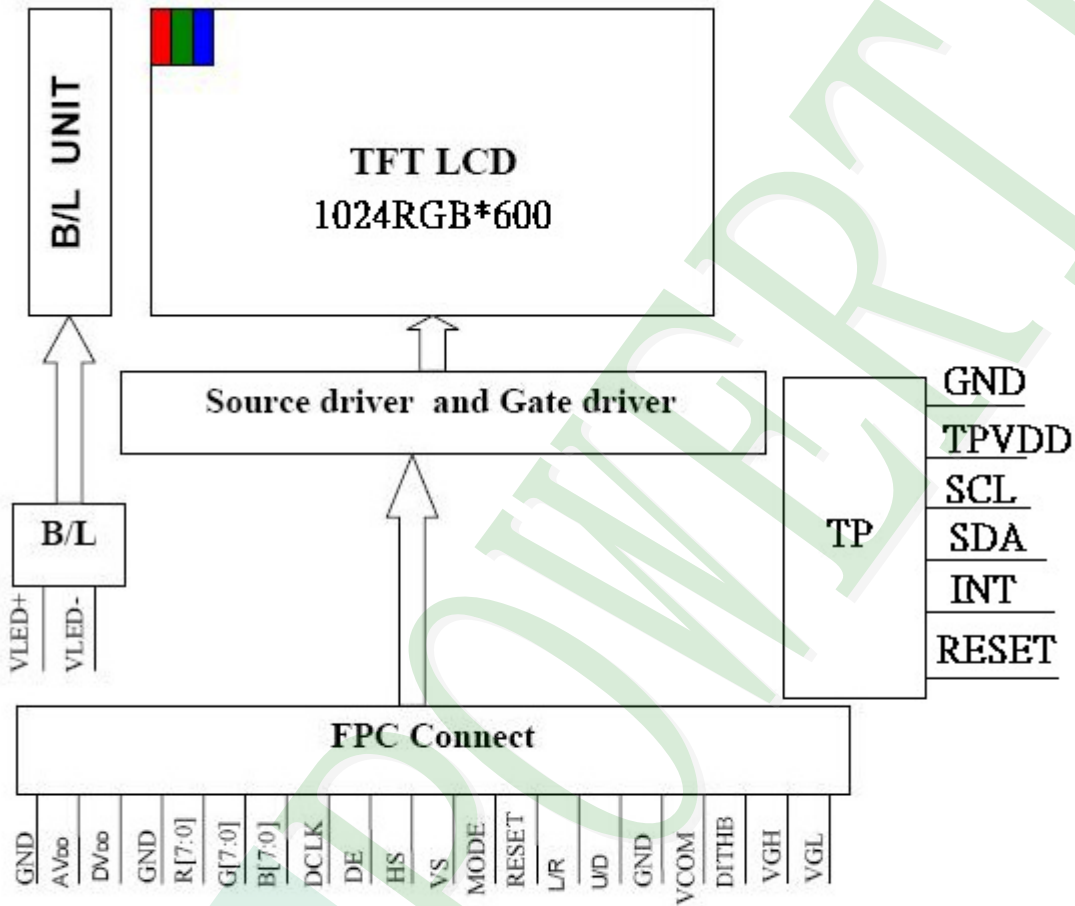 B/L UNIT
TFT LCD
1024RGB*600
Source driver and Gate driver
B/L
VLED+
VLED-
TP
GND
TPVDD
SCL
SDA
INT
RESET
FPC Connect
GND
AVDD
DVDD
GND
R[7:0]
G[7:0]
B[7:0]
DCLK
DE
HS
VS
MODE
RESET
L/R
U/D
GND
VCOM
DITHB
VGH
VGL
POWERT